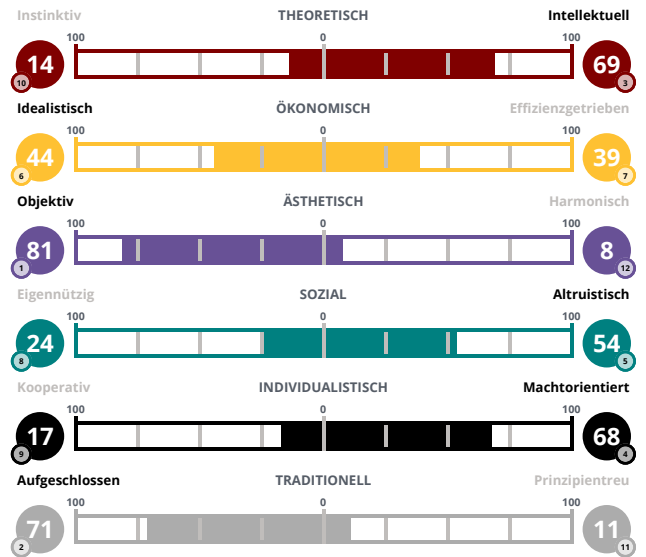 Instinktiv THEORETISCH Intellektuell
100 0 100
14 69
10 3
Idealistisch ÖKONOMISCH Effizienzgetrieben
100 0 100
44 39
6 7
Objektiv ÄSTHETISCH Harmonisch
100 0 100
81 8
1 12
Eigennützig SOZIAL Altruistisch
100 0 100
24 54
8 5
Kooperativ INDIVIDUALISTISCH Machtorientiert
100 0 100
17 68
9 4
Aufgeschlossen TRADITIONELL Prinzipientreu
100 0 100
71 11
2 11